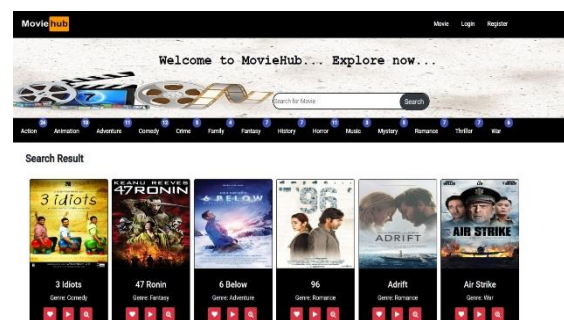 Moviehub
Movie Login Register
Welcome to MovieHub... Explore now...
Search for Movie Search
Action Animation Adventure Comedy Crime Family Fantasy History Horror Music Mystery Romance Thriller War
Search Result
3 idiots
KEANU REEVES
47 RONIN
6 BELOW
96
ADRIFT
AIR STRIKE
3 Idiots 47 Ronin 6 Below 96 Adrift Air Strike
Genre: Comedy Genre: Fantasy Genre: Adventure Genre: Romance Genre: Romance Genre: War